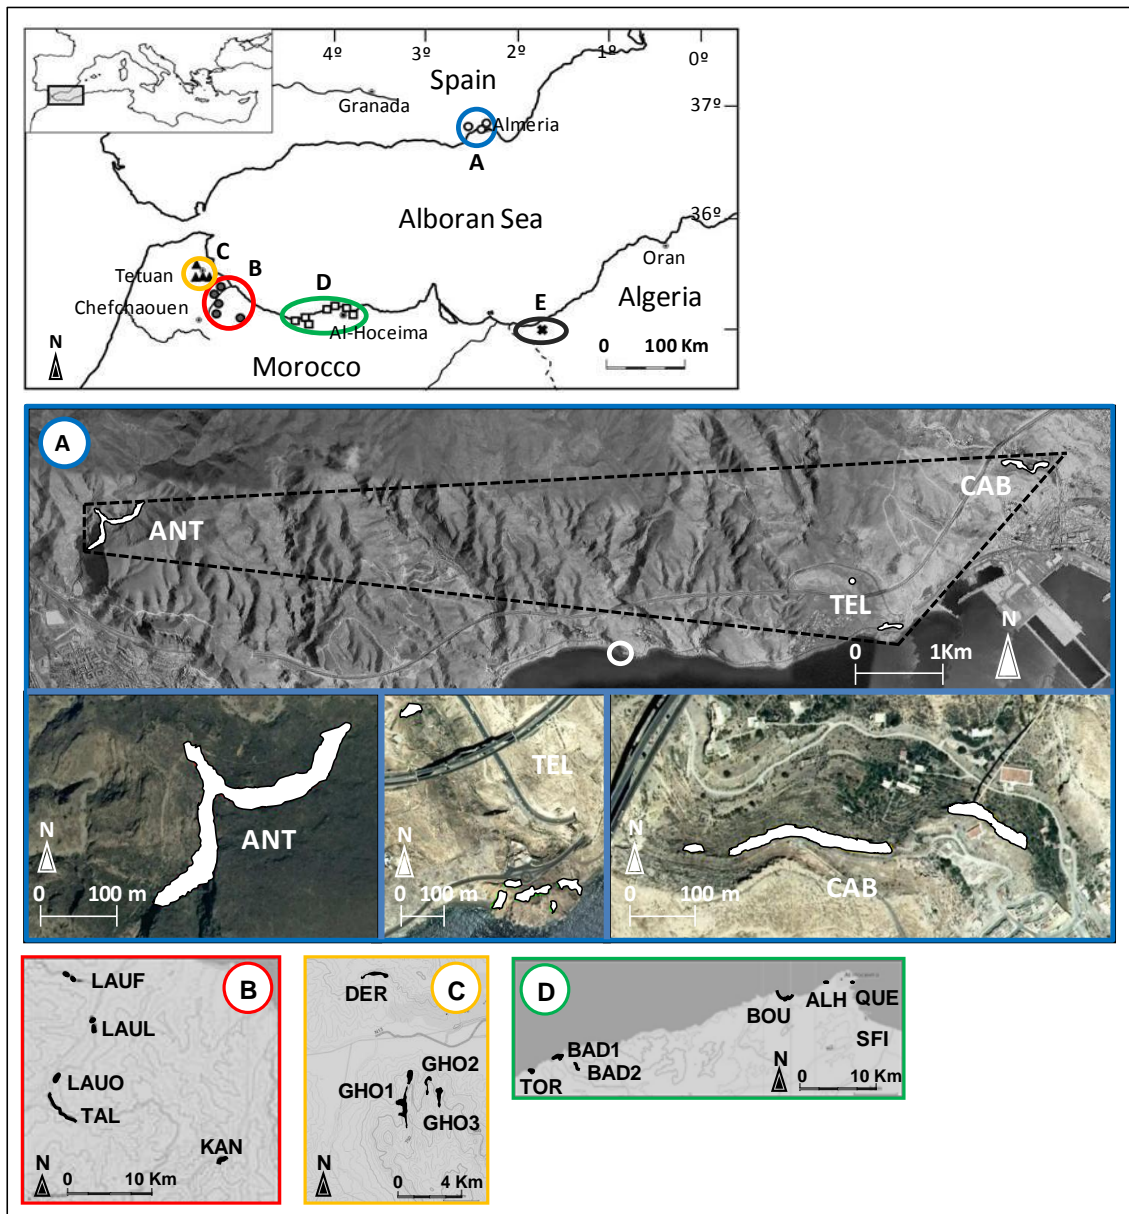 4º 3º 2º 1º 0º
Spain
Granada
37º
Almeria
A
36º
Alboran Sea
C
B
Tetuan
D
Oran
E
Algeria
Chefchaouen
Al-Hoceima
N
Morocco
0 100 Km
A
CAB
ANT
TEL
N
0 1Km
ANT
N
0 100 m
TEL
N
0 100 m
N
0 100 m
CAB
B
LAUF
LAUL
LAUO
TAL
KAN
N
0 10 Km
C
DER
GHO2
GHO1
GHO3
N
0 4 Km
D
ALH QUE
BOU
SFI
BAD1
BAD2
TOR
N
0 10 Km